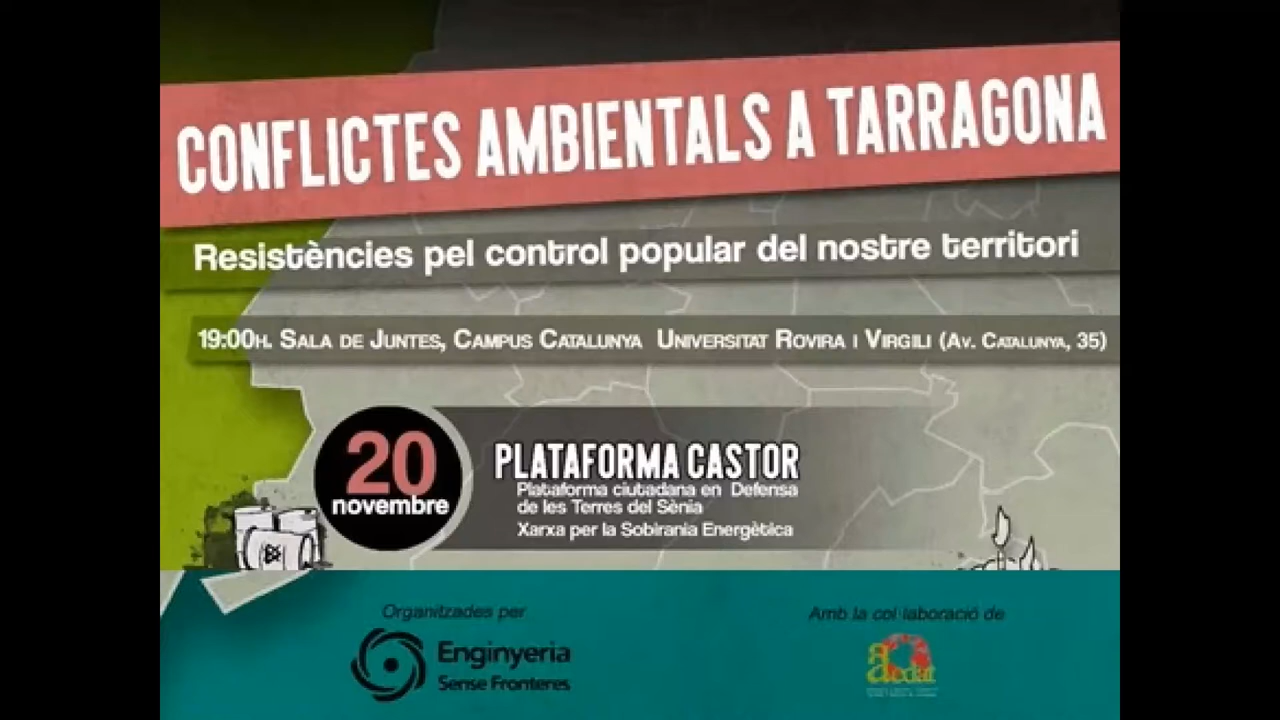 CONFLICTES AMBIENTALS A TARRAGONA
Resistències pel control popular del nostre territori
19:00H. SALA DE JUNTES, CAMPUS CATALUNYA UNIVERSITAT ROVIRA I VIRGILI (AV. CATALUNYA, 35)
20
novembre
PLATAFORMA CASTOR
Plataforma ciutadana en Defensa
de les Terres del Sènia
Xarxa per la Sobirania Energètica
Organitzades per
Enginyeria
Sense Fronteres
Amb la col·laboració de